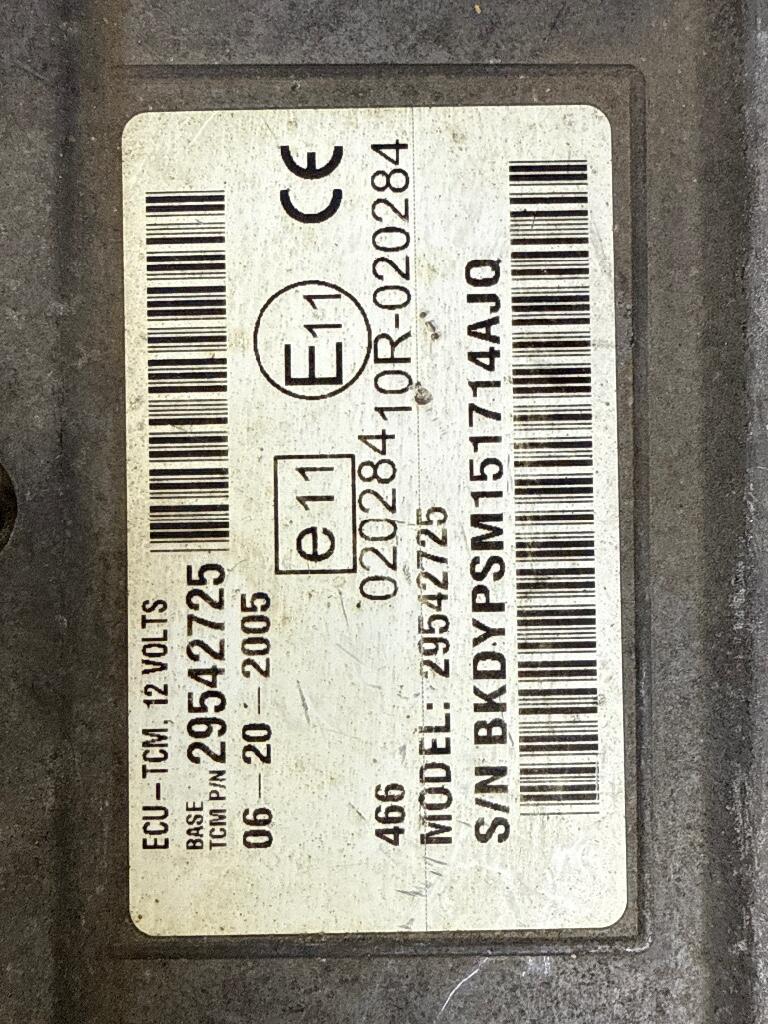 ECU-TCM, 12 VOLTS
BASE
TCM P/N 29542725
06-20-2005
e11
020284
E11
10R-020284
CE
466
MODEL: 29542725
S/N BKDYPSM151714AJQ